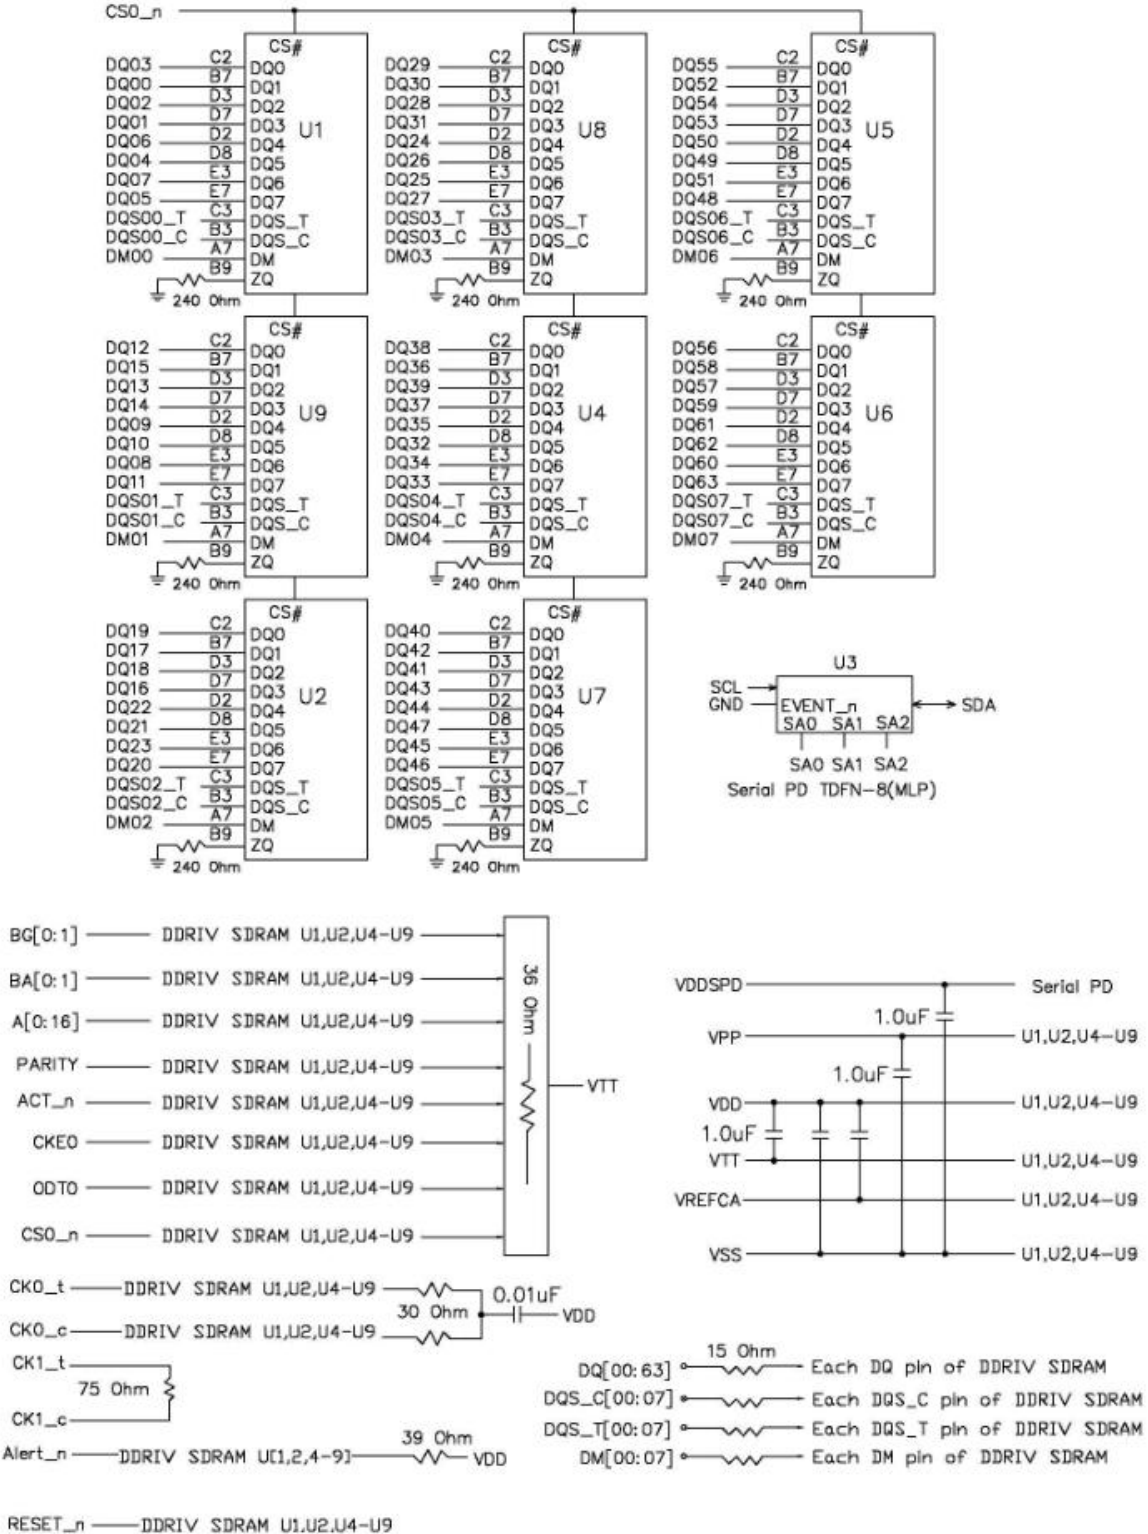 CS0_n
CS#
DQ03 C2 DQ0
DQ00 B7 DQ1
DQ02 D3 DQ2
DQ01 D7 DQ3
DQ06 D2 DQ4
DQ04 D8 DQ5
DQ07 E3 DQ6
DQ05 E7 DQ7
DQS00_T C3 DQS_T
DQS00_C B3 DQS_C
DM00 A7 DM
B9 ZQ
240 Ohm
U1
CS#
DQ29 C2 DQ0
DQ30 B7 DQ1
DQ28 D3 DQ2
DQ31 D7 DQ3
DQ24 D2 DQ4
DQ26 D8 DQ5
DQ25 E3 DQ6
DQ27 E7 DQ7
DQS03_T C3 DQS_T
DQS03_C B3 DQS_C
DM03 A7 DM
B9 ZQ
240 Ohm
U8
CS#
DQ55 C2 DQ0
DQ52 B7 DQ1
DQ54 D3 DQ2
DQ53 D7 DQ3
DQ50 D2 DQ4
DQ49 D8 DQ5
DQ51 E3 DQ6
DQ48 E7 DQ7
DQS06_T C3 DQS_T
DQS06_C B3 DQS_C
DM06 A7 DM
B9 ZQ
240 Ohm
U5
CS#
DQ12 C2 DQ0
DQ15 B7 DQ1
DQ13 D3 DQ2
DQ14 D7 DQ3
DQ09 D2 DQ4
DQ10 D8 DQ5
DQ08 E3 DQ6
DQ11 E7 DQ7
DQS01_T C3 DQS_T
DQS01_C B3 DQS_C
DM01 A7 DM
B9 ZQ
240 Ohm
U9
CS#
DQ38 C2 DQ0
DQ36 B7 DQ1
DQ39 D3 DQ2
DQ37 D7 DQ3
DQ35 D2 DQ4
DQ32 D8 DQ5
DQ34 E3 DQ6
DQ33 E7 DQ7
DQS04_T C3 DQS_T
DQS04_C B3 DQS_C
DM04 A7 DM
B9 ZQ
240 Ohm
U4
CS#
DQ56 C2 DQ0
DQ58 B7 DQ1
DQ57 D3 DQ2
DQ59 D7 DQ3
DQ61 D2 DQ4
DQ62 D8 DQ5
DQ60 E3 DQ6
DQ63 E7 DQ7
DQS07_T C3 DQS_T
DQS07_C B3 DQS_C
DM07 A7 DM
B9 ZQ
240 Ohm
U6
CS#
DQ19 C2 DQ0
DQ17 B7 DQ1
DQ18 D3 DQ2
DQ16 D7 DQ3
DQ22 D2 DQ4
DQ21 D8 DQ5
DQ23 E3 DQ6
DQ20 E7 DQ7
DQS02_T C3 DQS_T
DQS02_C B3 DQS_C
DM02 A7 DM
B9 ZQ
240 Ohm
U2
CS#
DQ40 C2 DQ0
DQ42 B7 DQ1
DQ41 D3 DQ2
DQ43 D7 DQ3
DQ44 D2 DQ4
DQ47 D8 DQ5
DQ45 E3 DQ6
DQ46 E7 DQ7
DQS05_T C3 DQS_T
DQS05_C B3 DQS_C
DM05 A7 DM
B9 ZQ
240 Ohm
U7
U3
SCL
GND EVENT_n SDA
SA0 SA1 SA2
SA0 SA1 SA2
Serial PD TDFN-8(MLP)
BG[0:1] DDRIV SDRAM U1,U2,U4-U9
BA[0:1] DDRIV SDRAM U1,U2,U4-U9
A[0:16] DDRIV SDRAM U1,U2,U4-U9
PARITY DDRIV SDRAM U1,U2,U4-U9
ACT_n DDRIV SDRAM U1,U2,U4-U9
CKE0 DDRIV SDRAM U1,U2,U4-U9
ODT0 DDRIV SDRAM U1,U2,U4-U9
CS0_n DDRIV SDRAM U1,U2,U4-U9
36 Ohm
VTT
VDDSPD Serial PD
1.0uF
VPP U1,U2,U4-U9
1.0uF
VDD U1,U2,U4-U9
1.0uF
VTT U1,U2,U4-U9
VREFCA U1,U2,U4-U9
VSS U1,U2,U4-U9
CK0_t DDRIV SDRAM U1,U2,U4-U9
30 Ohm 0.01uF VDD
CK0_c DDRIV SDRAM U1,U2,U4-U9
CK1_t
75 Ohm
CK1_c
Alert_n DDRIV SDRAM U[1,2,4-9] 39 Ohm VDD
15 Ohm
DQ[00:63] Each DQ pin of DDRIV SDRAM
DQS_C[00:07] Each DQS_C pin of DDRIV SDRAM
DQS_T[00:07] Each DQS_T pin of DDRIV SDRAM
DM[00:07] Each DM pin of DDRIV SDRAM
RESET_n DDRIV SDRAM U1,U2,U4-U9